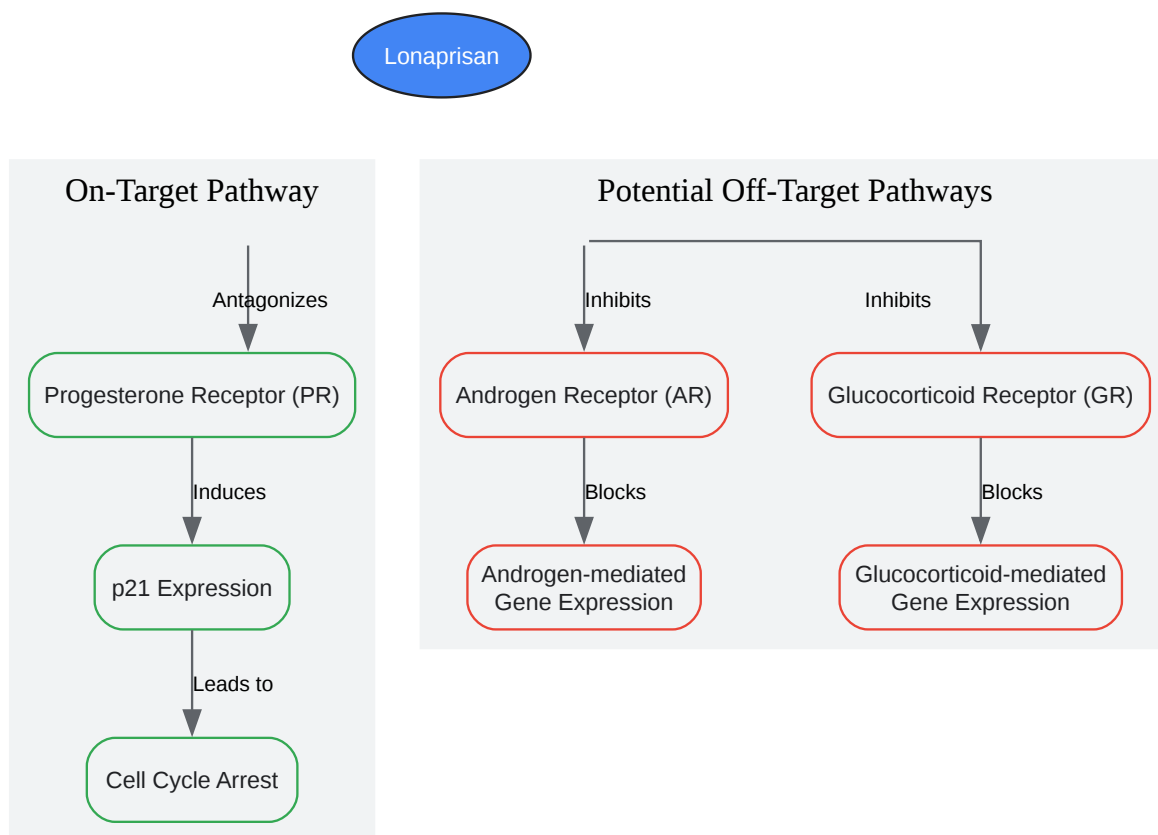 Lonaprisan
On-Target Pathway
Antagonizes
Progesterone Receptor (PR)
Induces
p21 Expression
Leads to
Cell Cycle Arrest
Potential Off-Target Pathways
Inhibits
Inhibits
Androgen Receptor (AR)
Glucocorticoid Receptor (GR)
Blocks
Blocks
Androgen-mediated
Gene Expression
Glucocorticoid-mediated
Gene Expression